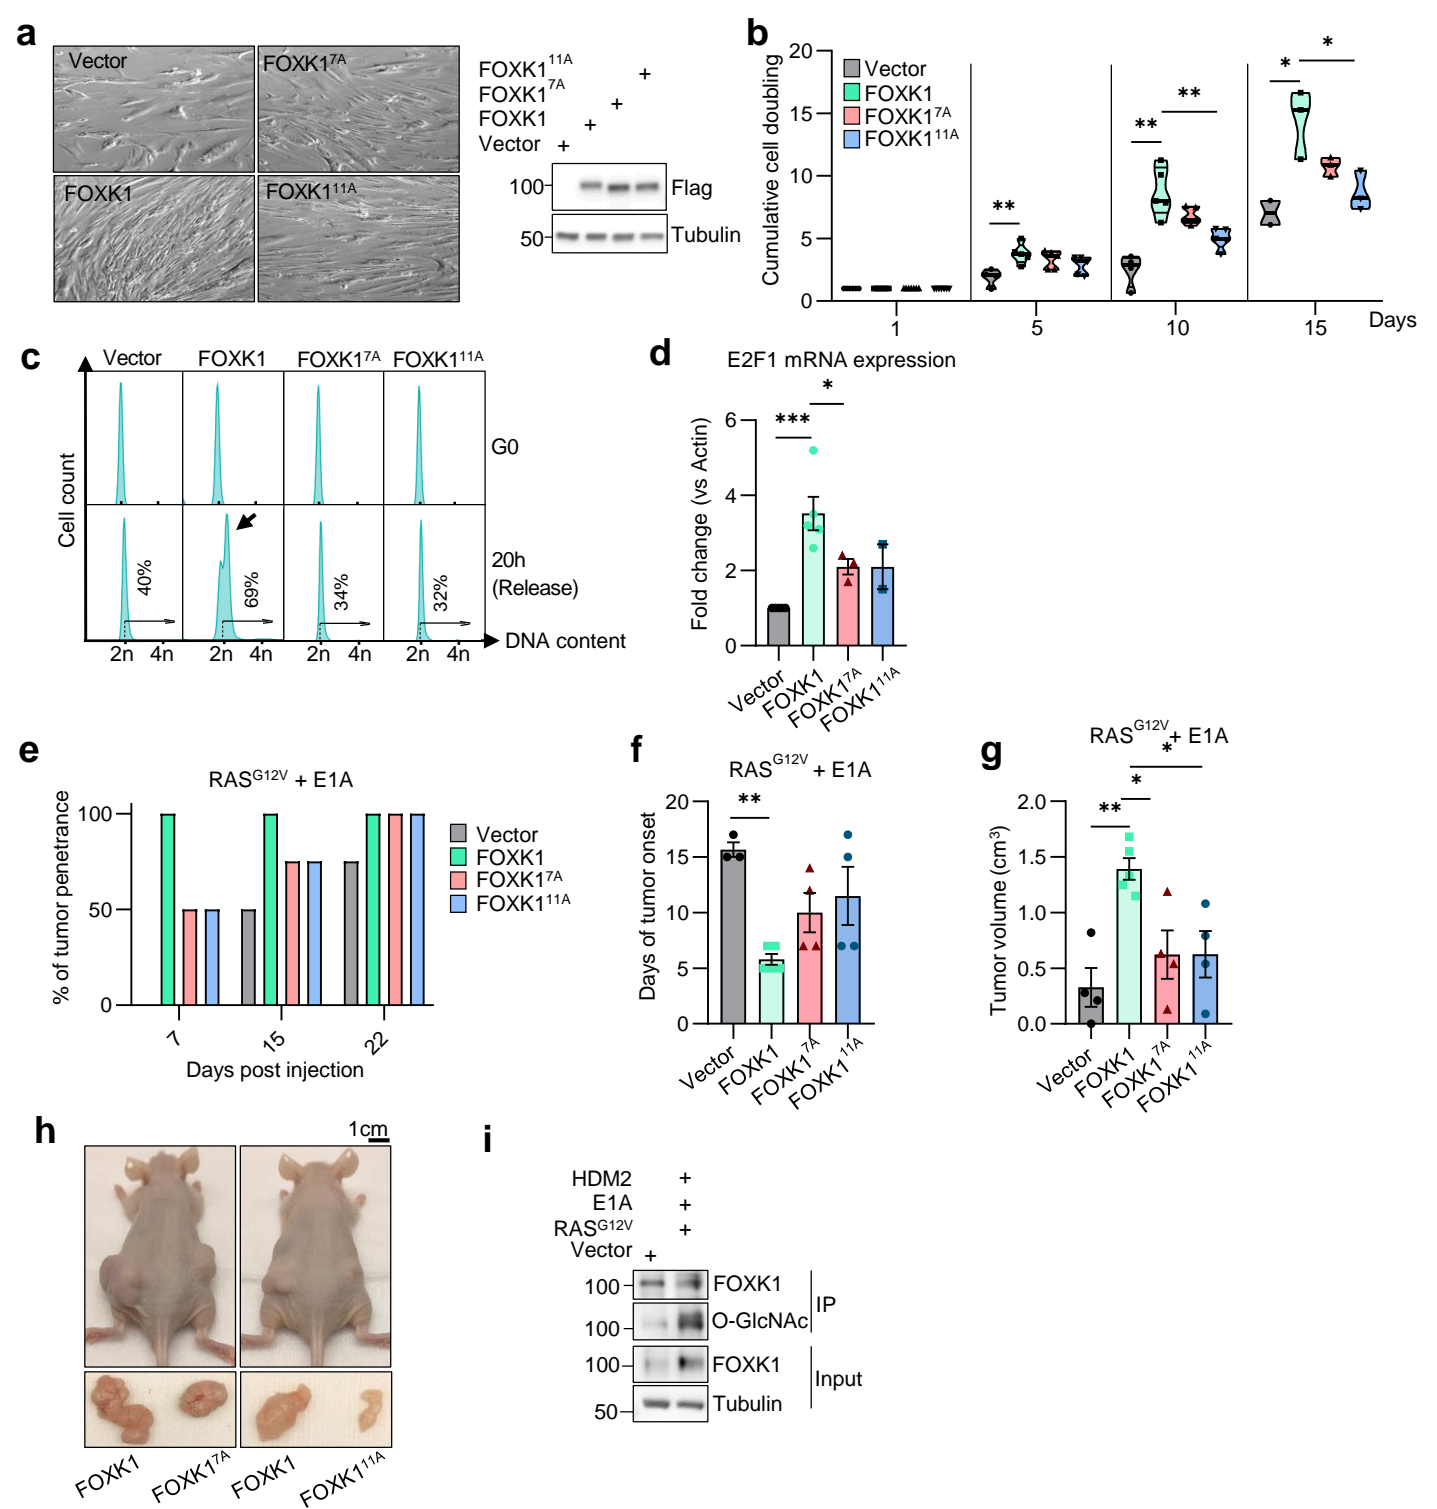 a
Vector
FOXK1 7A
FOXK1
FOXK1 11A
FOXK1 11A +
FOXK1 7A +
FOXK1 +
Vector +
100
Flag
50
Tubulin
b
Cumulative cell doubling
20
15
10
5
0
Vector
FOXK1
FOXK1 7A
FOXK1 11A
**
**
**
*
*
1 5 10 15 Days
c
Vector FOXK1 FOXK1 7A FOXK1 11A
Cell count
G0
20h
(Release)
40% 69% 34% 32%
2n 4n 2n 4n 2n 4n 2n 4n
DNA content
d
E2F1 mRNA expression
Fold change (vs Actin)
6
4
2
0
***
*
Vector FOXK1 FOXK1 7A FOXK1 11A
e
RAS G12V + E1A
% of tumor penetrance
100
50
0
7 15 22
Days post injection
Vector
FOXK1
FOXK1 7A
FOXK1 11A
f
RAS G12V + E1A
Days of tumor onset
20
15
10
5
0
**
Vector FOXK1 FOXK1 7A FOXK1 11A
g
RAS G12V + E1A
Tumor volume (cm3)
2.0
1.5
1.0
0.5
0.0
**
*
*
Vector FOXK1 FOXK1 7A FOXK1 11A
h
1cm
FOXK1 FOXK1 7A FOXK1 FOXK1 11A
i
HDM2 +
E1A +
RAS G12V +
Vector +
100 FOXK1
100 O-GlcNAc
IP
100 FOXK1
50 Tubulin
Input